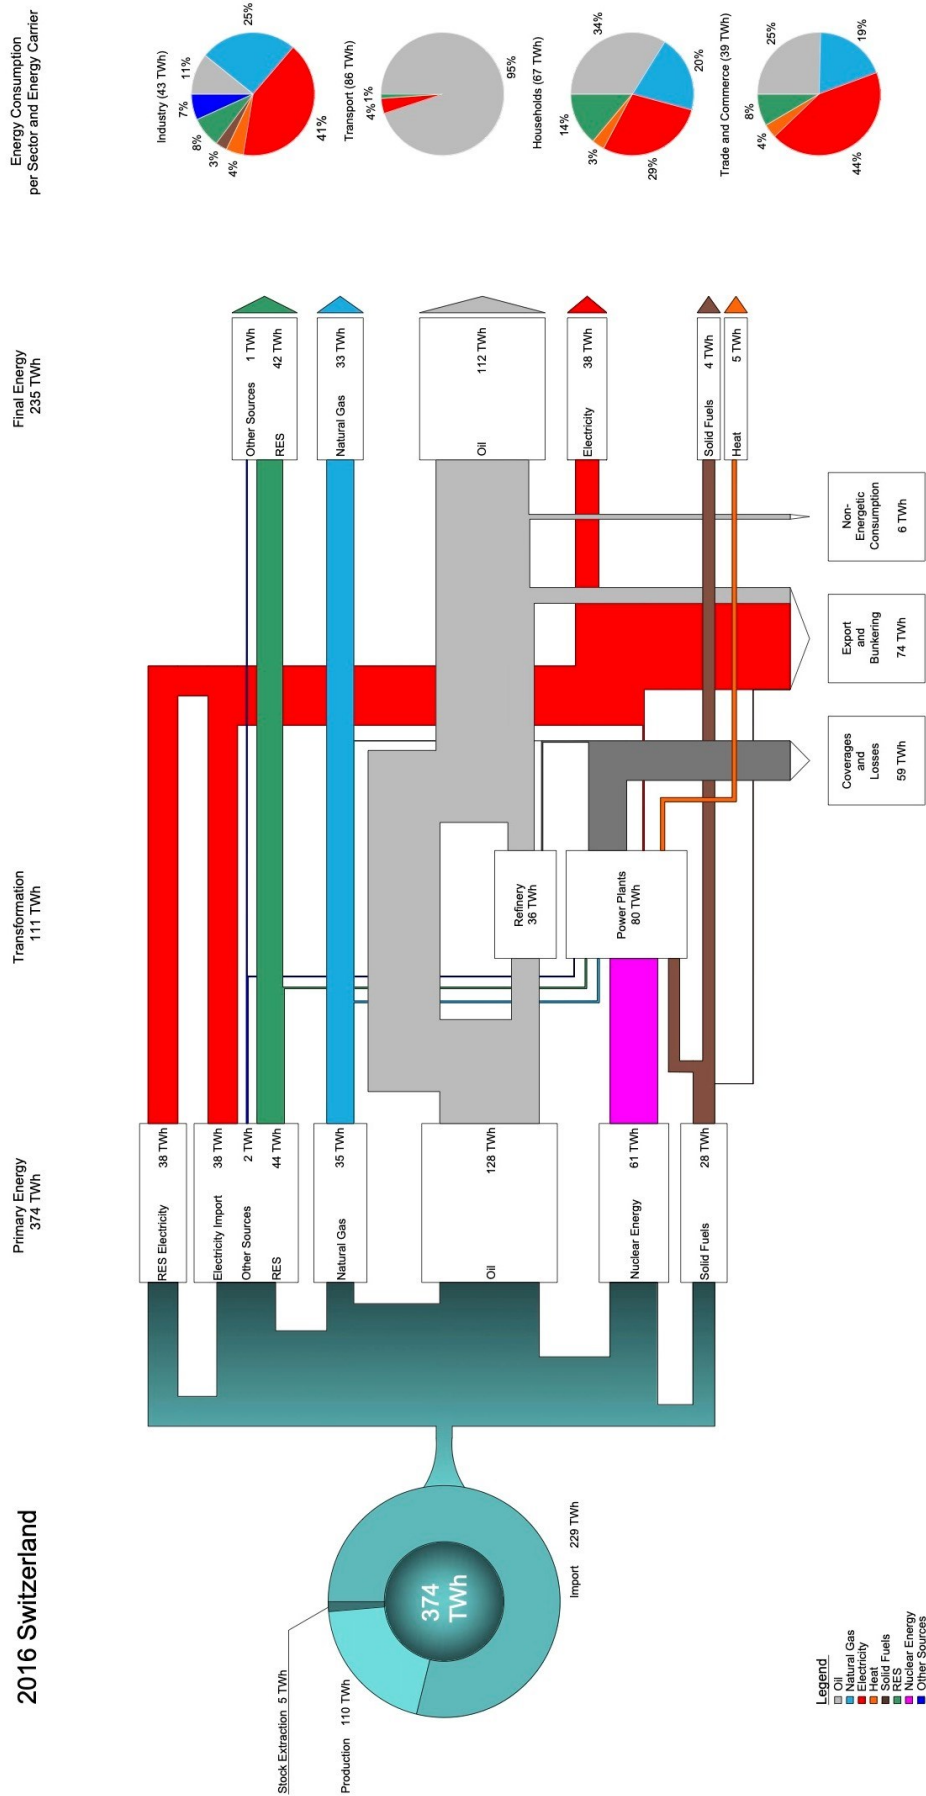 2016 Switzerland
Primary Energy
374 TWh
Transformation
111 TWh
Final Energy
235 TWh
Energy Consumption
per Sector and Energy Carrier
Stock Extraction 5 TWh
Production 110 TWh
374
TWh
Import 229 TWh
RES Electricity 38 TWh
Electricity Import 38 TWh
Other Sources 2 TWh
RES 44 TWh
Natural Gas 35 TWh
Oil 128 TWh
Nuclear Energy 61 TWh
Solid Fuels 28 TWh
Refinery
36 TWh
Power Plants
80 TWh
Other Sources 1 TWh
RES 42 TWh
Natural Gas 33 TWh
Oil 112 TWh
Electricity 38 TWh
Solid Fuels 4 TWh
Heat 5 TWh
Coverages
and
Losses
59 TWh
Export
and
Bunkering
74 TWh
Non-
Energetic
Consumption
6 TWh
Industry (43 TWh)
11%
25%
7%
8%
3%
4%
41%
Transport (86 TWh)
1%
4%
95%
Households (67 TWh)
34%
14%
20%
3%
29%
Trade and Commerce (39 TWh)
25%
19%
8%
4%
44%
Legend
Oil
Natural Gas
Electricity
Heat
Solid Fuels
RES
Nuclear Energy
Other Sources